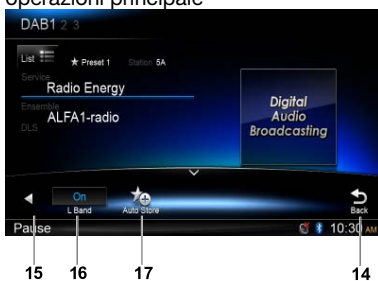 operazioni principale
DAB1 2 3
List ★ Preset 1 Station 5A
Service
Radio Energy
Ensemble
ALFA1-radio
DLS
Digital
Audio
Broadcasting
On
L Band
Auto Store
Back
Pause
10:30 AM
15 16 17 14